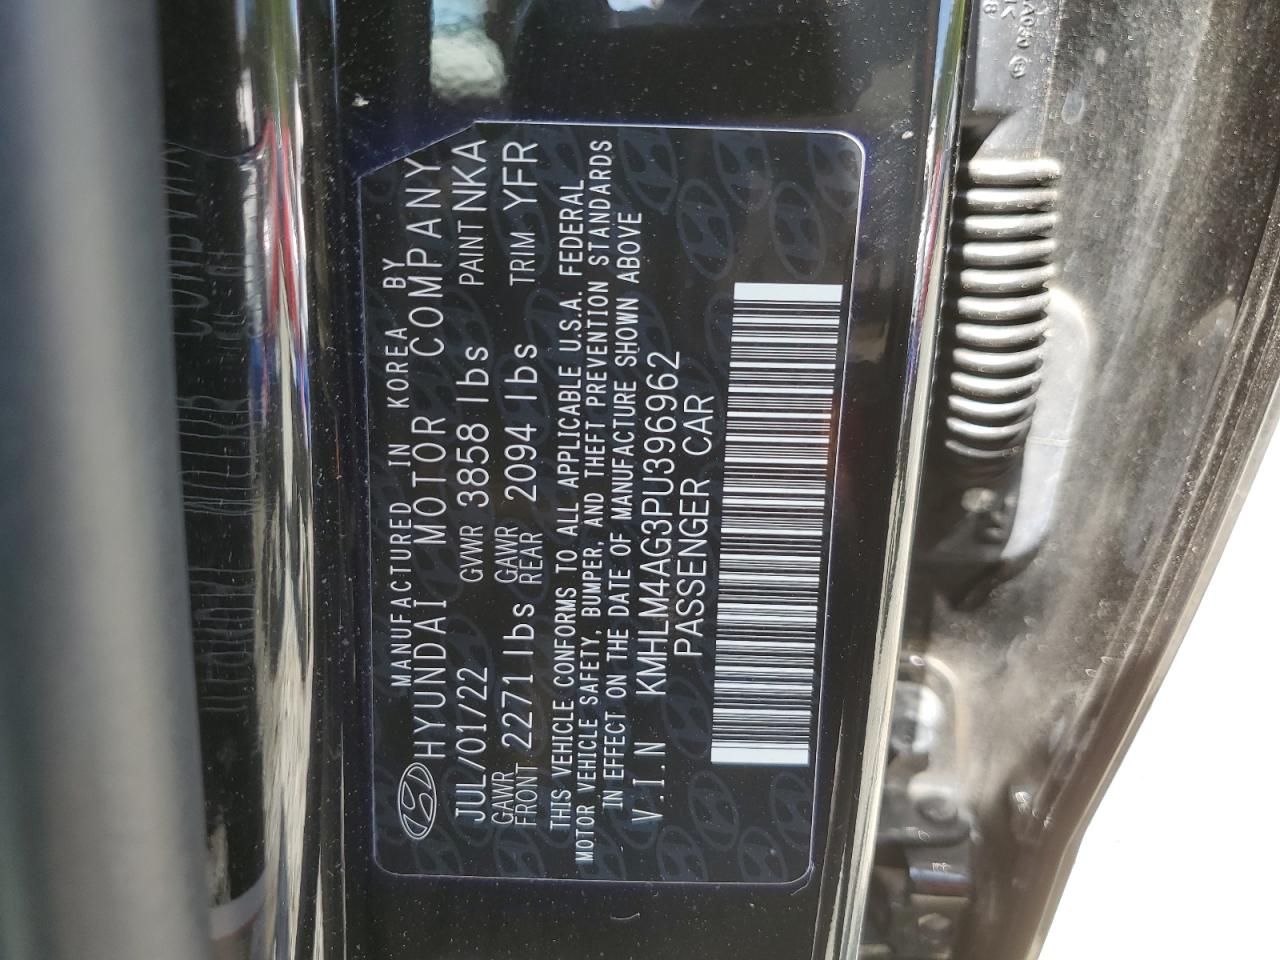 MANUFACTURED IN KOREA BY
HYUNDAI MOTOR COMPANY
JUL/01/22 GVWR 3858 lbs PAINT NKA
GAWR FRONT 2271 lbs GAWR REAR 2094 lbs TRIM YFR
THIS VEHICLE CONFORMS TO ALL APPLICABLE U.S.A. FEDERAL
MOTOR VEHICLE SAFETY, BUMPER, AND THEFT PREVENTION STANDARDS
IN EFFECT ON THE DATE OF MANUFACTURE SHOWN ABOVE
V.I.N KMHLM4AG3PU396962
PASSENGER CAR